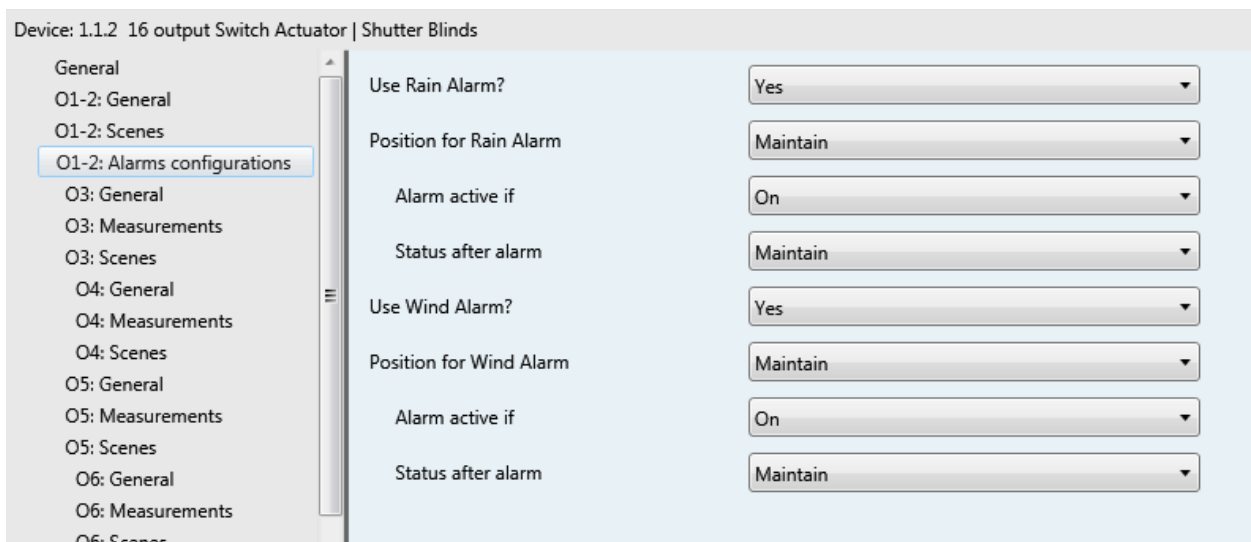 Device: 1.1.2 16 output Switch Actuator | Shutter Blinds
General
O1-2: General
O1-2: Scenes
O1-2: Alarms configurations
O3: General
O3: Measurements
O3: Scenes
O4: General
O4: Measurements
O4: Scenes
O5: General
O5: Measurements
O5: Scenes
O6: General
O6: Measurements
O6: Scenes
Use Rain Alarm? Yes
Position for Rain Alarm Maintain
Alarm active if On
Status after alarm Maintain
Use Wind Alarm? Yes
Position for Wind Alarm Maintain
Alarm active if On
Status after alarm Maintain